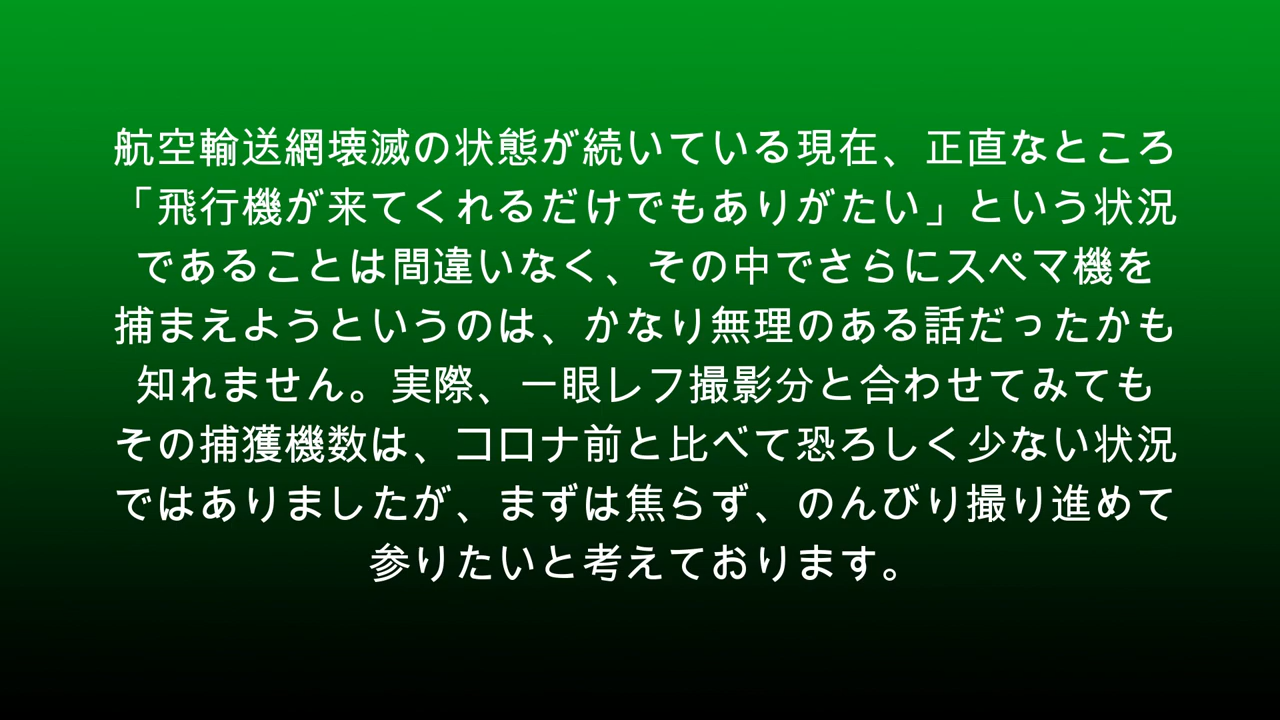 航空輸送網壊滅の状態が続いている現在、正直なところ
「飛行機が来てくれるだけでもありがたい」という状況
であることは間違いなく、その中でさらにスペマ機を
捕まえようというのは、かなり無理のある話だったかも
知れません。実際、一眼レフ撮影分と合わせてみても
その捕獲機数は、コロナ前と比べて恐ろしく少ない状況
ではありましたが、まずは焦らず、のんびり撮り進めて
参りたいと考えております。